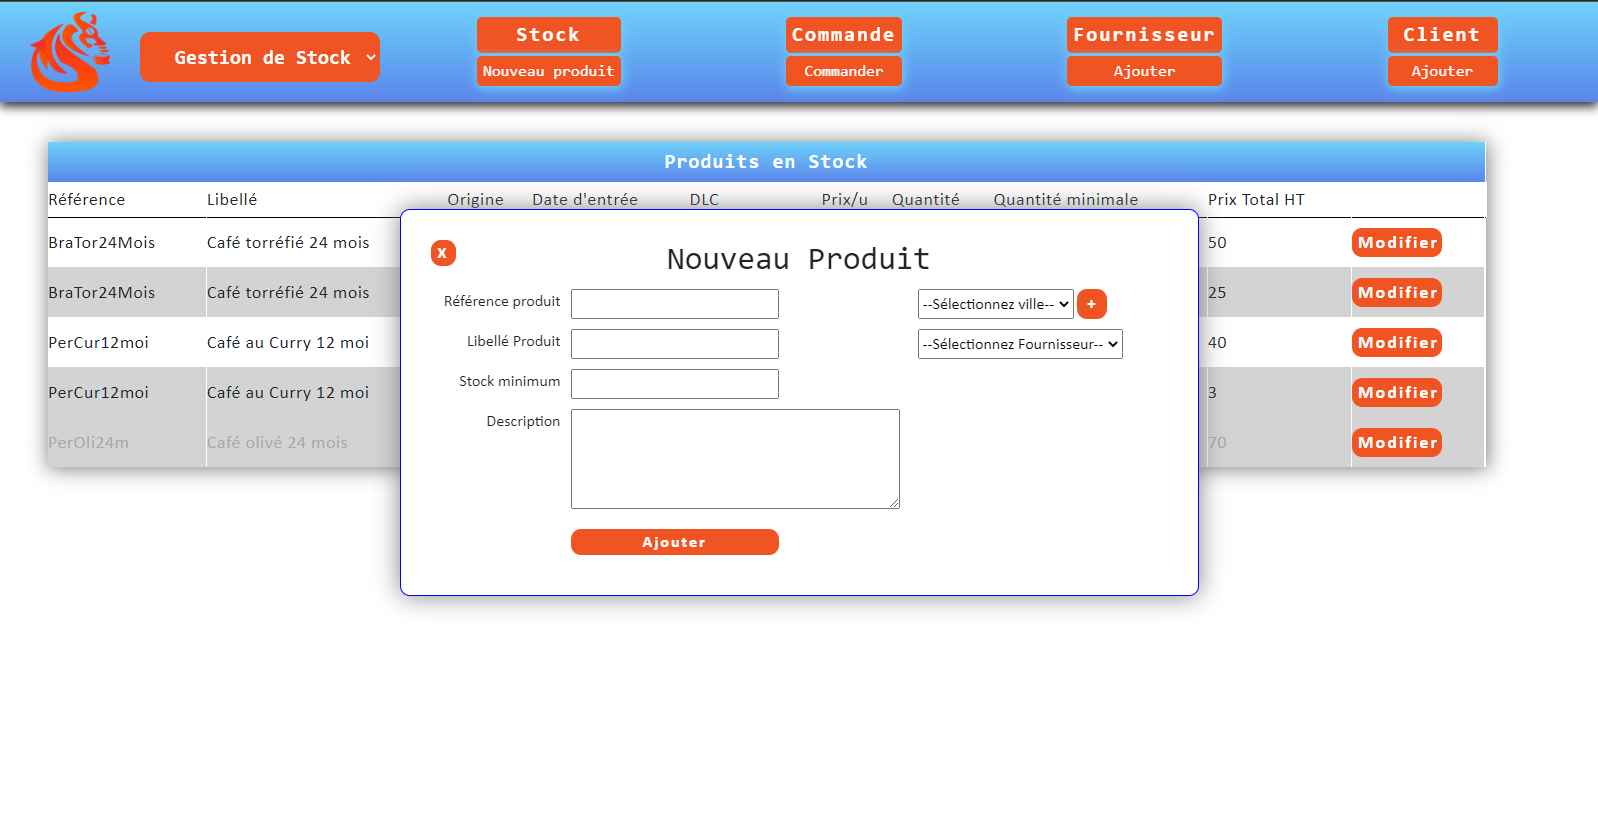 Gestion de Stock
Stock
Nouveau produit
Commande
Commander
Fournisseur
Ajouter
Client
Ajouter
Produits en Stock
Référence Libellé Origine Date d'entrée DLC Prix/u Quantité Quantité minimale Prix Total HT
BraTor24Mois Café torréfié 24 mois 50 Modifier
BraTor24Mois Café torréfié 24 mois 25 Modifier
PerCur12moi Café au Curry 12 moi 40 Modifier
PerCur12moi Café au Curry 12 moi 3 Modifier
PerOli24m Café olivé 24 mois 70 Modifier
X
Nouveau Produit
Référence produit --Sélectionnez ville-- +
Libellé Produit --Sélectionnez Fournisseur--
Stock minimum
Description
Ajouter